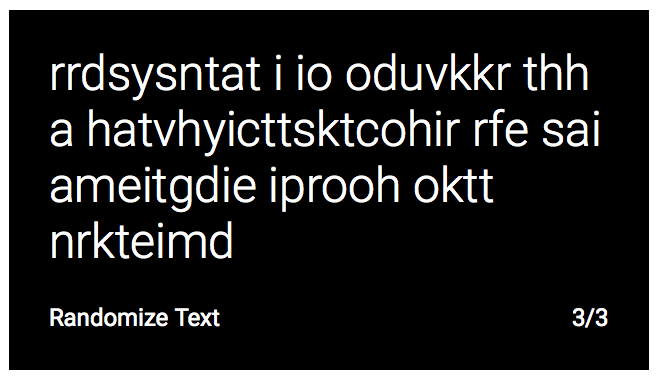 rrdsysntat i io oduvkkr thh
a hatvhyicttsktcohir rfe sai
ameitgdie iprooh oktt
nrkteimd
Randomize Text 3/3